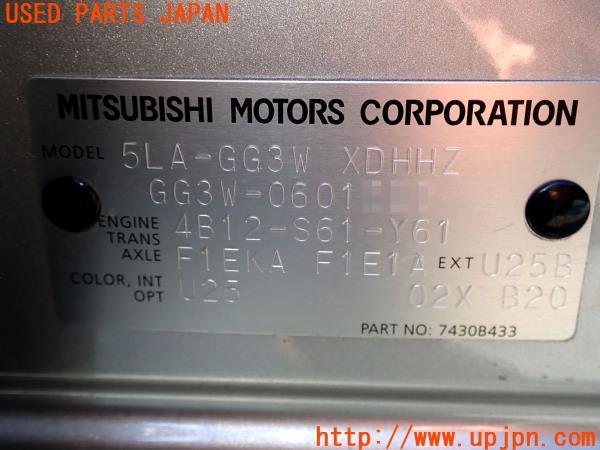 USED PARTS JAPAN
MITSUBISHI MOTORS CORPORATION
MODEL 5LA-GG3W XDHHZ
GG3W-0601
ENGINE 4B12-S61-Y61
TRANS
AXLE F1EKA F1E1A EXT U25B
COLOR, INT U25 02X B20
OPT
PART NO: 7430B433
UPJ
http://www.upjpn.com